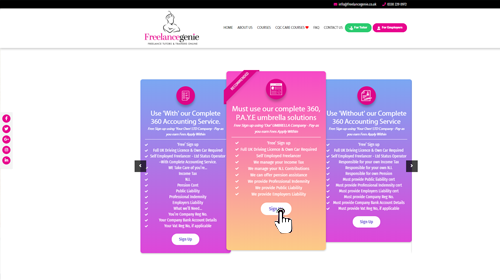 info@freelancegenie.co.uk
0330 229 0972
Freelancegenie
FREELANCE TUTORS & TRAINERS ONLINE
HOME ABOUT US COURSES CQC CARE COURSES FAQ CONTACT US
For Tutors
For Employers
Use 'With' our Complete
360 Accounting Service.
Free Sign up using 'Your Own' LTD Company - Pay as
you earn Fees Apply Within
'Free' Sign up
Full UK Driving License & Own Car Required
Self Employed Freelancer - Ltd Status Operator
With Complete Accounting Service
WE Take Care Of you're..
Income Tax
N.I.
Pension Cost
Public Liability
Professional Indemnity
Employers Liability
What we'll Need..
You're Company Reg No.
Your Company Bank Account Details
Your Vat Reg No, if applicable
Sign Up
RECOMMENDED
Must use our complete 360,
P.A.Y.E umbrella solutions
Free Sign up using 'Our' UMBRELLA Company - Pay as
you earn Fees Apply Within
'Free' Sign up
Full UK Driving Licence & Own Car Required
Self Employed Freelancer
We manage your Income Tax
We manage your N.I. Contributions
We can offer pension assistance
We provide Professional Indemnity
We provide Public Liability
We provide Employers Liability
Sign
Use 'Without' our Complete
360 Accounting Service.
Free Sign up using 'Your Own' LTD Company - Pay as
you earn Fees Apply Within
'Free' Sign up
Full UK Driving Licence & Own Car Required
Self Employed Freelancer - Ltd Status Operator
Responsible for your own Income Tax
Responsible for your own N.I.
Responsible for own Pension
Must provide Public Liability cert
Must provide Professional Indemnity cert
Must provide Employers Liability cert
Must provide Company Reg No.
Must provide Company Bank Account Details
Must provide Vat Reg No, if applicable
Sign Up